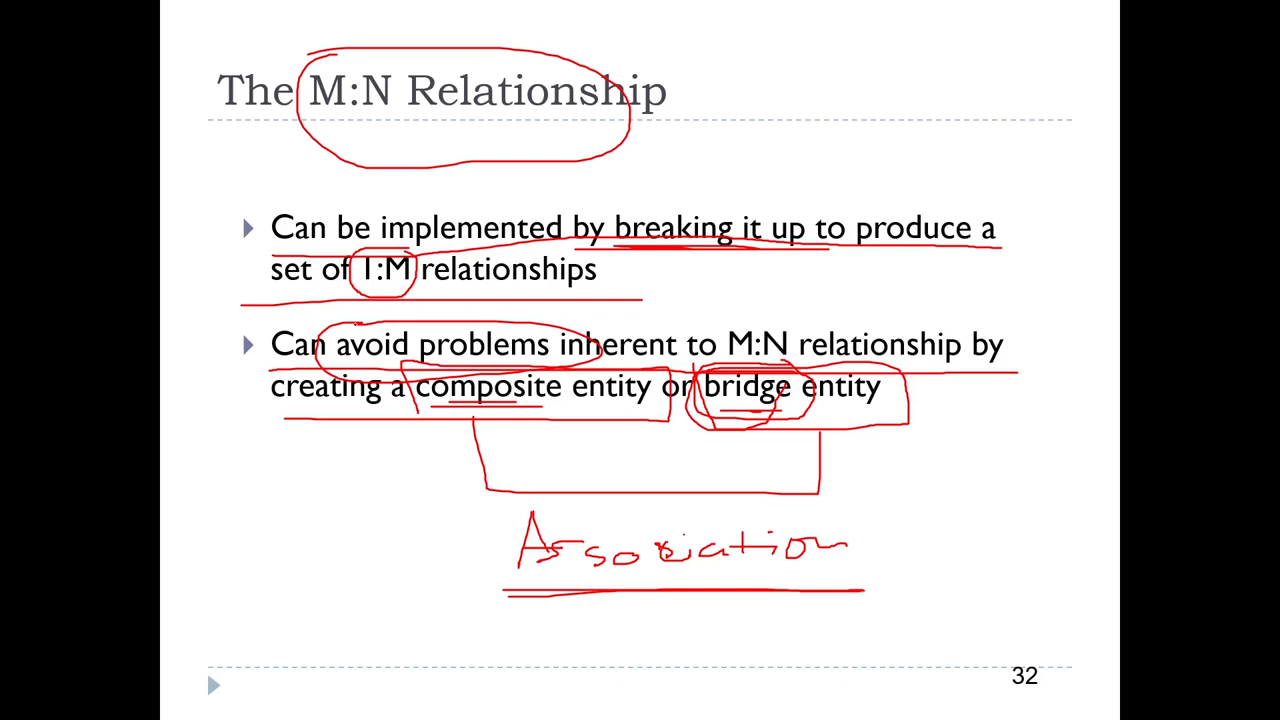 The M:N Relationship
Can be implemented by breaking it up to produce a
set of 1:M relationships
Can avoid problems inherent to M:N relationship by
creating a composite entity or bridge entity
Association
32